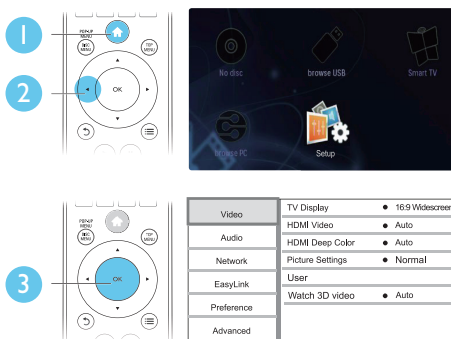 1
POP-UP MENU
DISC MENU
TOP MENU
2
OK
No disc
browse USB
Smart TV
browse PC
Setup
POP-UP MENU
DISC MENU
TOP MENU
3
OK
Video
Audio
Network
EasyLink
Preference
Advanced
TV Display ● 16:9 Widescreen
HDMI Video ● Auto
HDMI Deep Color ● Auto
Picture Settings ● Normal
User
Watch 3D video ● Auto